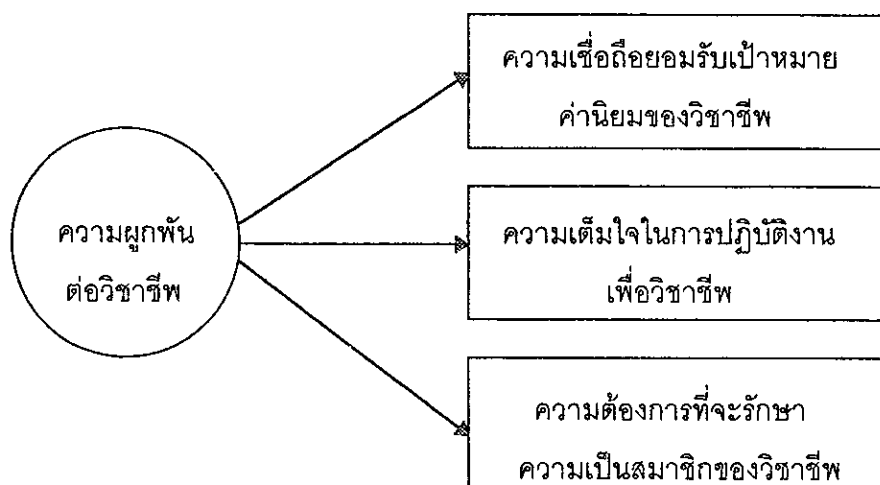 ความเชื่อถือยอมรับเป้าหมาย
ค่านิยมของวิชาชีพ
ความผูกพัน
ต่อวิชาชีพ
ความเต็มใจในการปฏิบัติงาน
เพื่อวิชาชีพ
ความต้องการที่จะรักษา
ความเป็นสมาชิกของวิชาชีพ